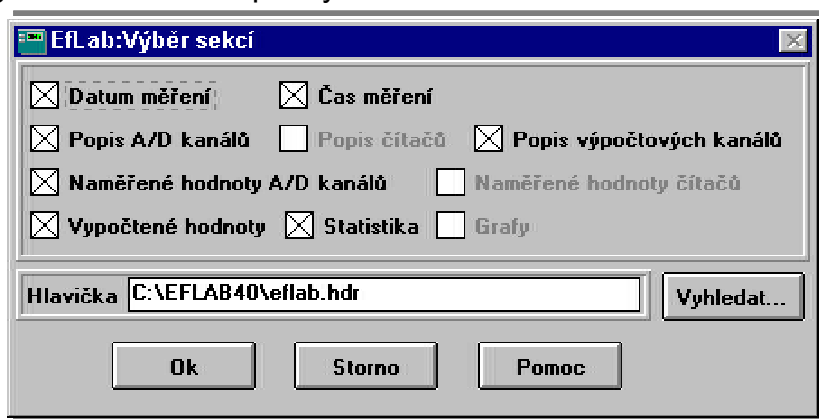 EfLab:Výběr sekcí
Datum měření Čas měření
Popis A/D kanálů Popis čítačů Popis výpočtových kanálů
Naměřené hodnoty A/D kanálů Naměřené hodnoty čítačů
Vypočtené hodnoty Statistika Grafy
Hlavička C:\EFLAB40\eflab.hdr Vyhledat...
Ok Storno Pomoc